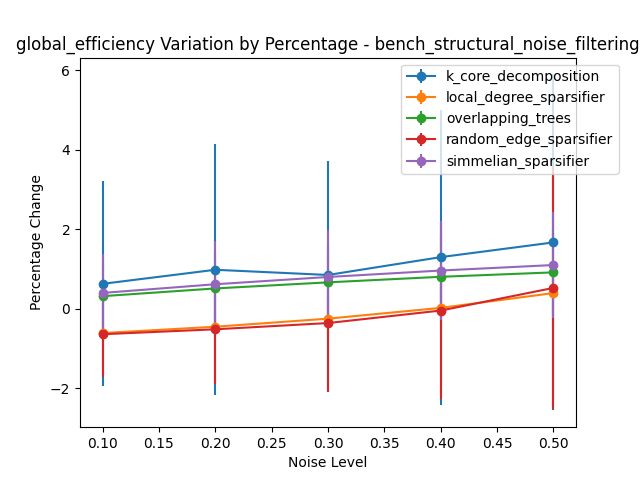 global_efficiency Variation by Percentage - bench_structural_noise_filtering
k_core_decomposition
local_degree_sparsifier
overlapping_trees
random_edge_sparsifier
simmelian_sparsifier
Percentage Change
6
4
2
0
−2
0.10 0.15 0.20 0.25 0.30 0.35 0.40 0.45 0.50
Noise Level